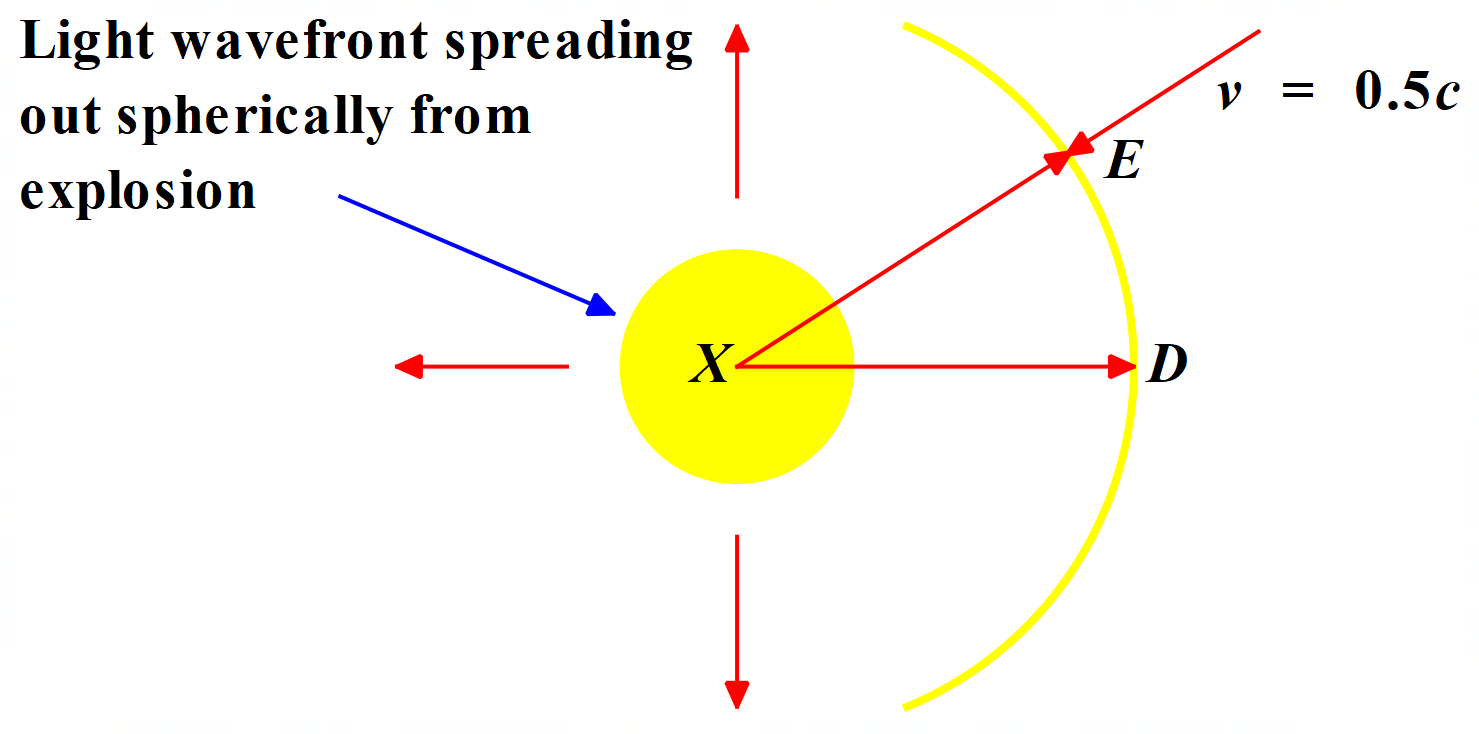 Light wavefront spreading
out spherically from
explosion
v = 0.5c
E
X
D